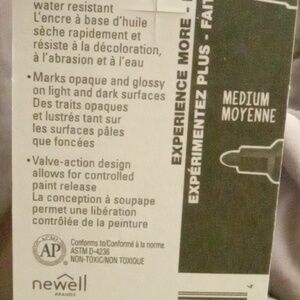 water resistant
L'encre à base d'huile
sèche rapidement et
résiste à la décoloration,
à l'abrasion et à l'eau
•Marks opaque and glossy
on light and dark surfaces
Des traits opaques
et lustrés tant sur
les surfaces pâles
que foncées
•Valve-action design
allows for controlled
paint release
La conception à soupape
permet une libération
contrôlée de la peinture
ACMI
AP
Conforms to/Conformé à la norme
ASTM D-4236
NON-TOXIC/NON TOXIQUE
newell
BRANDS
EXPERIENCE MORE -
EXPÉRIMENTEZ PLUS - FAIT
MEDIUM
MOYENNE